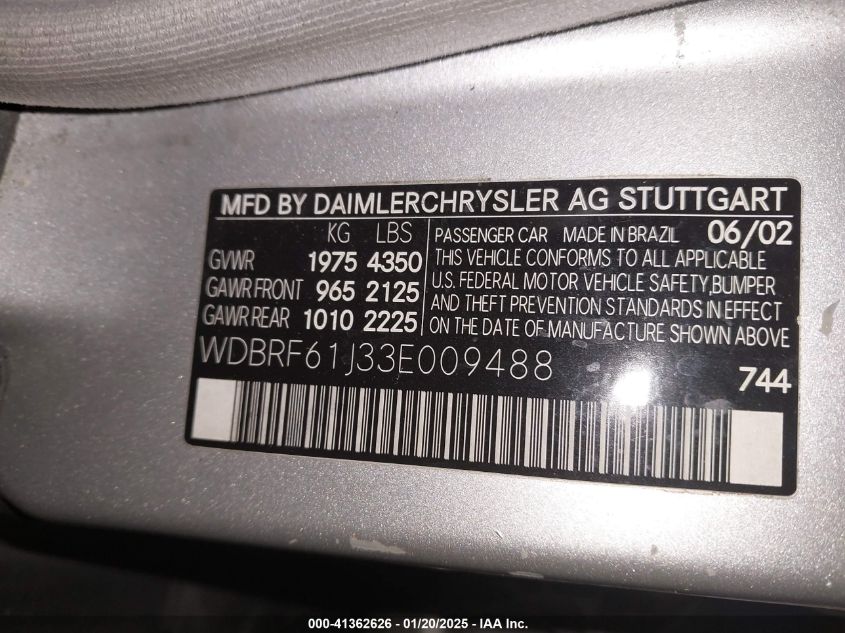 MFD BY DAIMLERCHRYSLER AG STUTTGART
KG LBS
GVWR 1975 4350
GAWR FRONT 965 2125
GAWR REAR 1010 2225
PASSENGER CAR MADE IN BRAZIL 06/02
THIS VEHICLE CONFORMS TO ALL APPLICABLE
U.S. FEDERAL MOTOR VEHICLE SAFETY,BUMPER
AND THEFT PREVENTION STANDARDS IN EFFECT
ON THE DATE OF MANUFACTURE SHOWN ABOVE
WDBRF61J33E009488
744
000-41362626 - 01/20/2025 - IAA Inc.